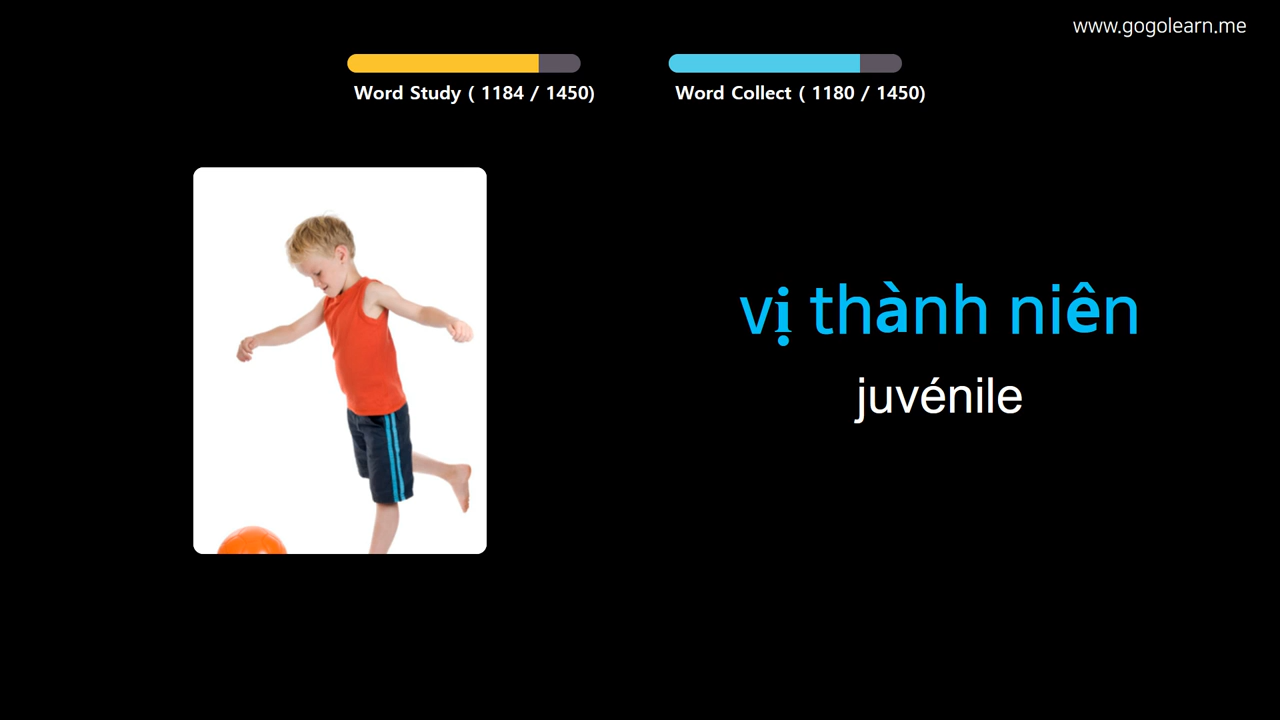 www.gogolearn.me
Word Study ( 1184 / 1450)
Word Collect ( 1180 / 1450)
vị thành niên
juvénile